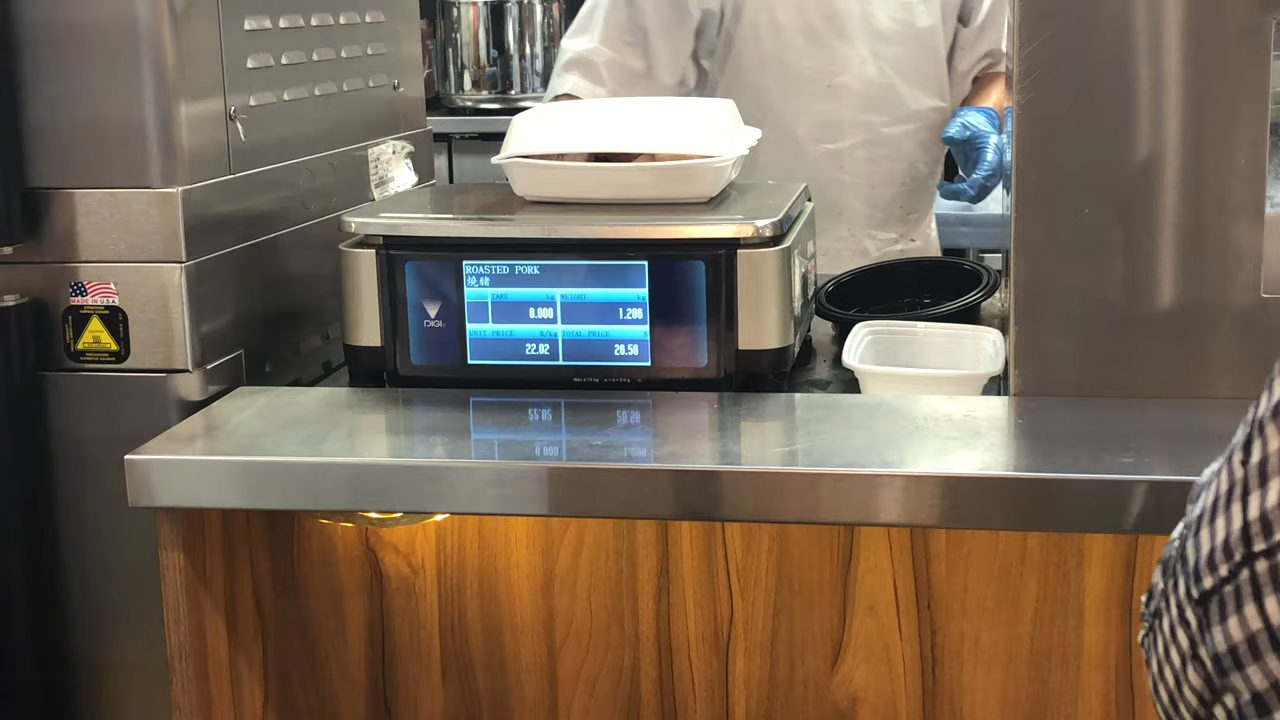 ROASTED PORK
燒豬
TARE kg WEIGHT kg
0.000 1.206
UNIT PRICE $/kg TOTAL PRICE $
22.02 26.56
DIGI
MADE IN U.S.A.
CAUTION